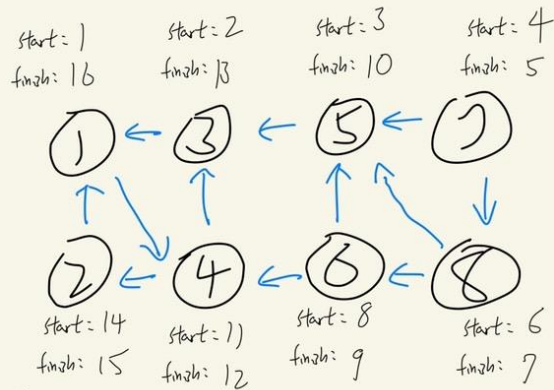 start: 1
finish: 16
start: 2
finish: 13
start: 3
finish: 10
start: 4
finish: 5
1
3
5
7
2
4
6
8
start: 14
finish: 15
start: 11
finish: 12
start: 8
finish: 9
start: 6
finish: 7